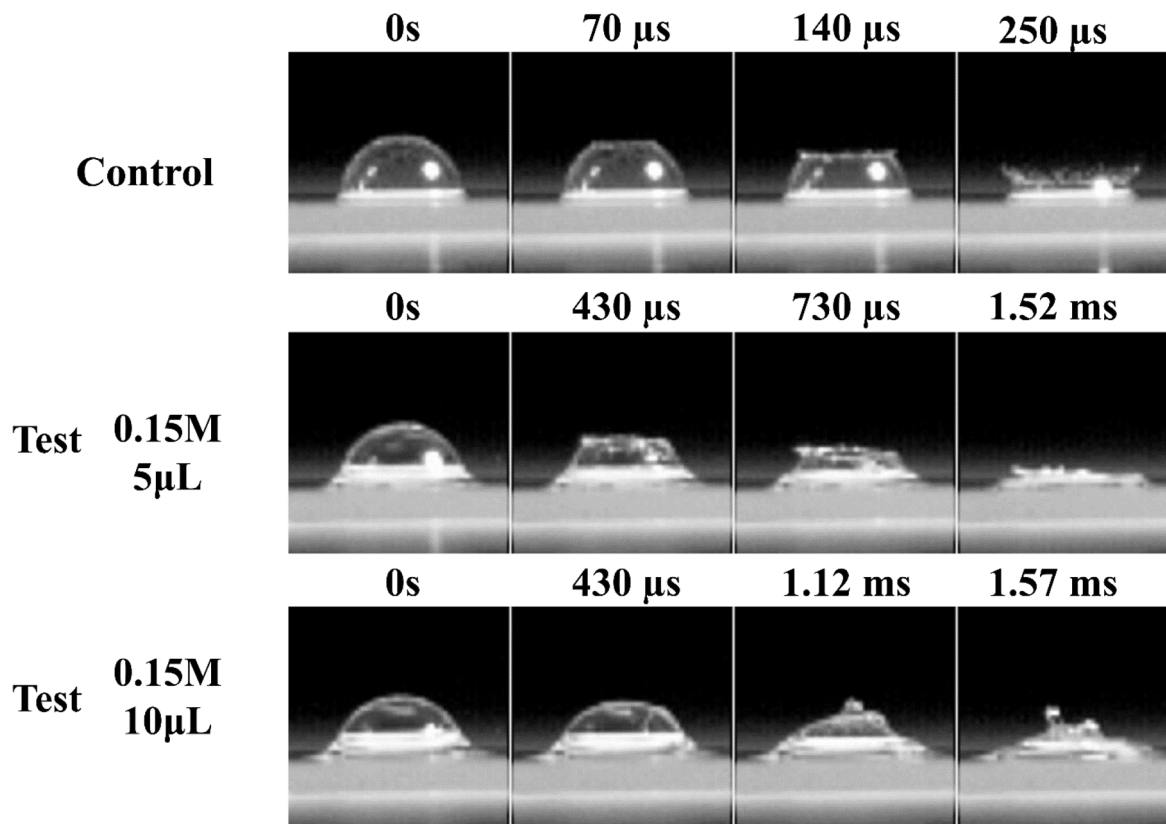 0s 70 µs 140 µs 250 µs
Control
0s 430 µs 730 µs 1.52 ms
Test 0.15M
5µL
0s 430 µs 1.12 ms 1.57 ms
Test 0.15M
10µL